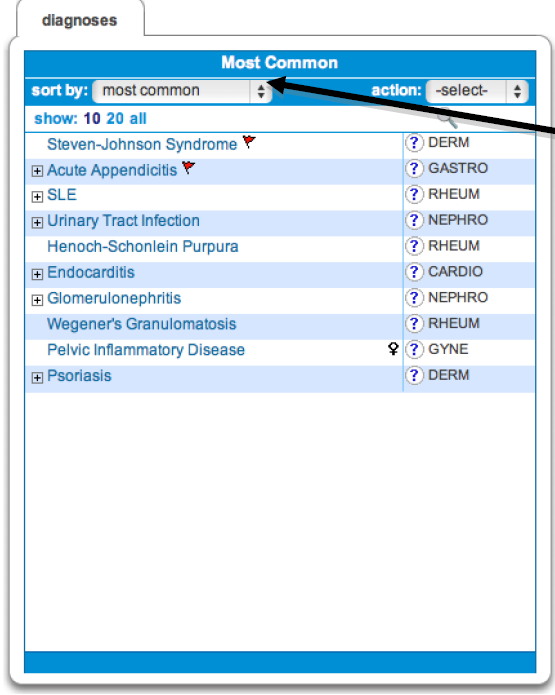 diagnoses
Most Common
sort by: most common action: -select-
show: 10 20 all
Steven-Johnson Syndrome ? DERM
Acute Appendicitis ? GASTRO
SLE ? RHEUM
Urinary Tract Infection ? NEPHRO
Henoch-Schonlein Purpura ? RHEUM
Endocarditis ? CARDIO
Glomerulonephritis ? NEPHRO
Wegener's Granulomatosis ? RHEUM
Pelvic Inflammatory Disease ♀ ? GYNE
Psoriasis ? DERM